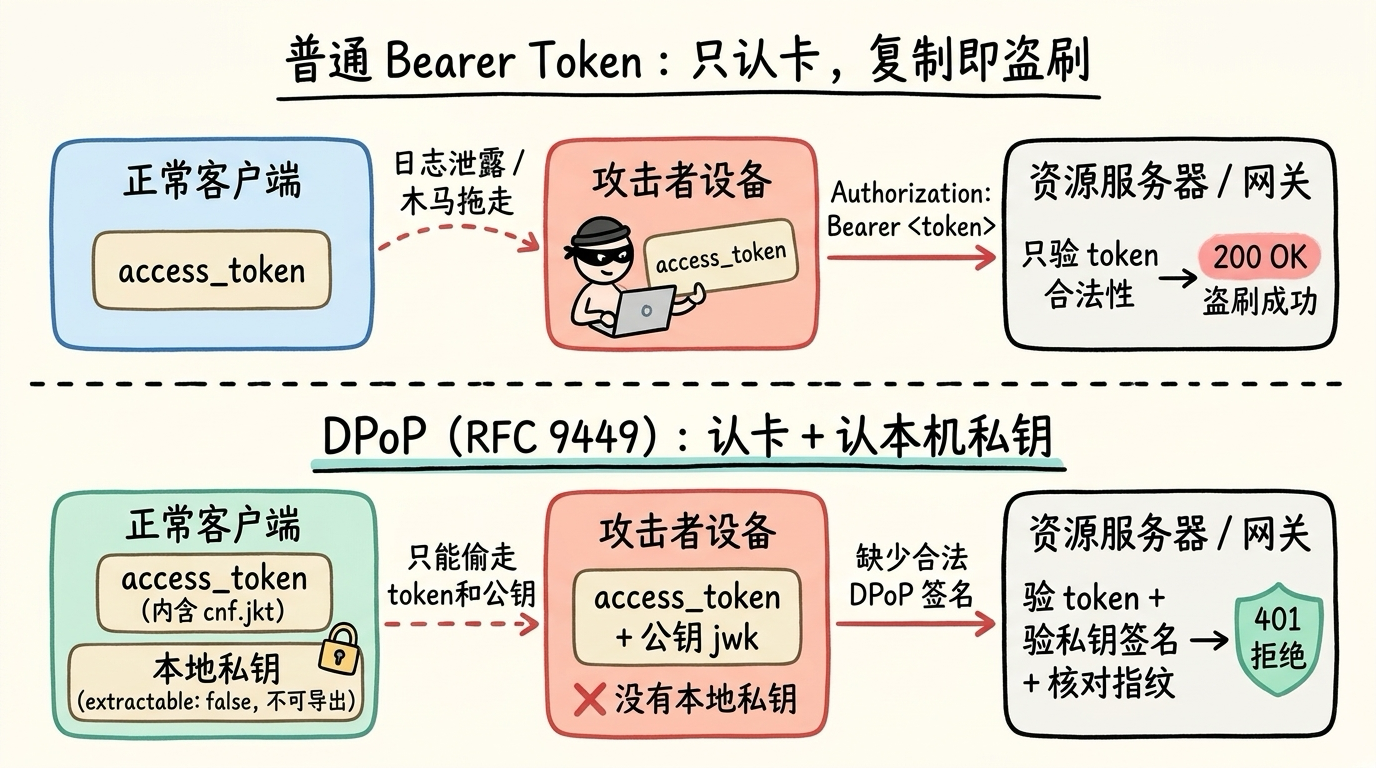 普通 Bearer Token：只认卡，复制即盗刷
正常客户端
access_token
日志泄露 /
木马拖走
攻击者设备
access_token
Authorization:
Bearer <token>
资源服务器 / 网关
只验 token
合法性
200 OK
盗刷成功
DPoP（RFC 9449）: 认卡 + 认本机私钥
正常客户端
access_token
（内含 cnf.jkt）
本地私钥
（extractable: false, 不可导出）
只能偷走
token和公钥
攻击者设备
access_token
+ 公钥 jwk
没有本地私钥
缺少合法
DPoP 签名
资源服务器 / 网关
验 token +
验私钥签名
+ 核对指纹
401
拒绝